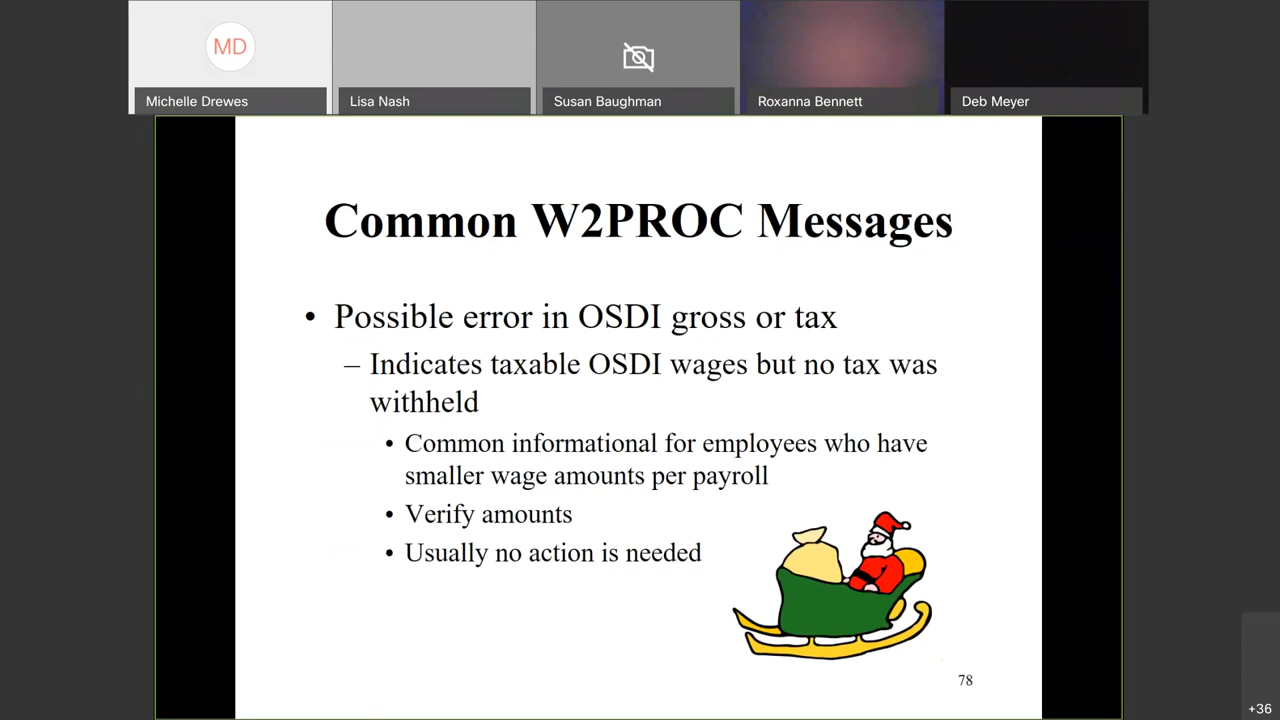 MD
Michelle Drewes
Lisa Nash
Susan Baughman
Roxanna Bennett
Deb Meyer
Common W2PROC Messages
• Possible error in OSDI gross or tax
– Indicates taxable OSDI wages but no tax was
withheld
• Common informational for employees who have
smaller wage amounts per payroll
• Verify amounts
• Usually no action is needed
78
+36